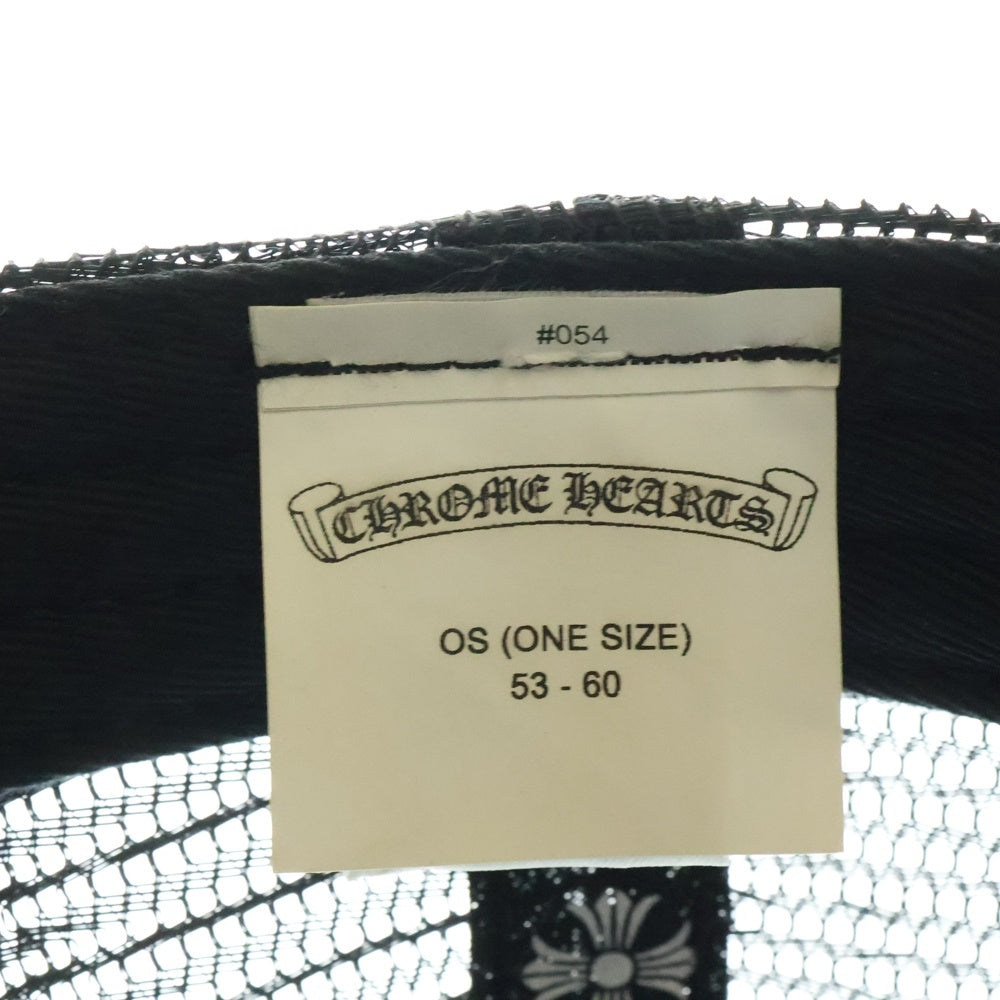 #054
CHROME HEARTS
OS (ONE SIZE)
53 - 60